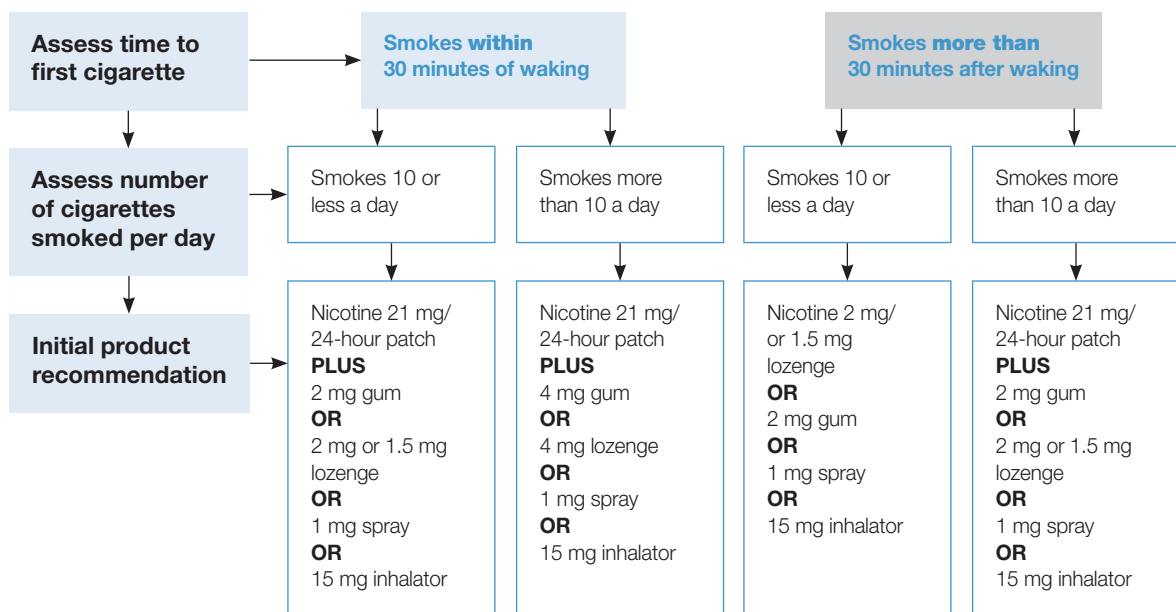 Assess time to
first cigarette
Smokes within
30 minutes of waking
Smokes more than
30 minutes after waking
Assess number
of cigarettes
smoked per day
Smokes 10 or
less a day
Smokes more
than 10 a day
Smokes 10 or
less a day
Smokes more
than 10 a day
Initial product
recommendation
Nicotine 21 mg/
24-hour patch
PLUS
2 mg gum
OR
2 mg or 1.5 mg
lozenge
OR
1 mg spray
OR
15 mg inhalator
Nicotine 21 mg/
24-hour patch
PLUS
4 mg gum
OR
4 mg lozenge
OR
1 mg spray
OR
15 mg inhalator
Nicotine 2 mg/
or 1.5 mg
lozenge
OR
2 mg gum
OR
1 mg spray
OR
15 mg inhalator
Nicotine 21 mg/
24-hour patch
PLUS
2 mg gum
OR
2 mg or 1.5 mg
lozenge
OR
1 mg spray
OR
15 mg inhalator